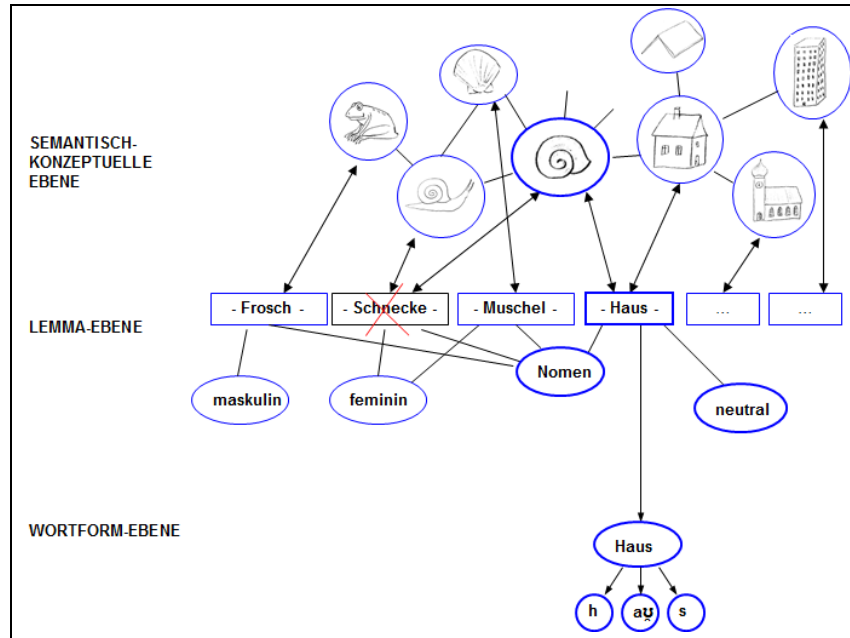 SEMANTISCH-
KONZEPTUELLE
EBENE
LEMMA-EBENE
- Frosch -
- Schnecke -
- Muschel -
- Haus -
...
...
maskulin
feminin
Nomen
neutral
WORTFORM-EBENE
Haus
h
aʊ̯
s